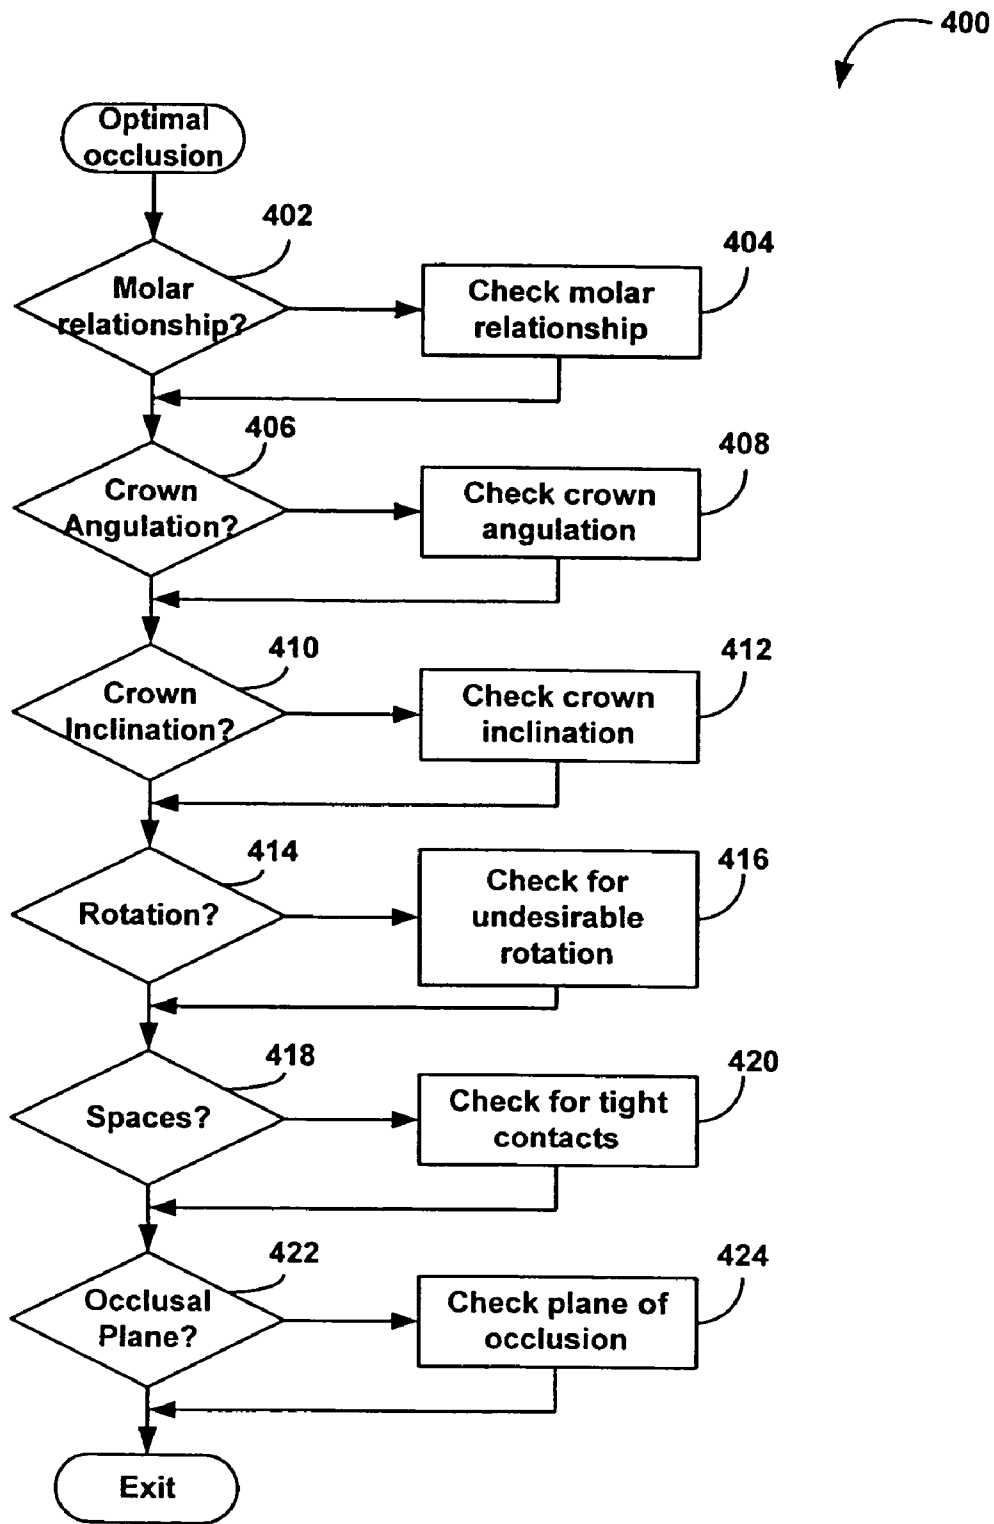 400
Optimal
occlusion
402
Molar
relationship?
404
Check molar
relationship
406
Crown
Angulation?
408
Check crown
angulation
410
Crown
Inclination?
412
Check crown
inclination
414
Rotation?
416
Check for
undesirable
rotation
418
Spaces?
420
Check for tight
contacts
422
Occlusal
Plane?
424
Check plane of
occlusion
Exit